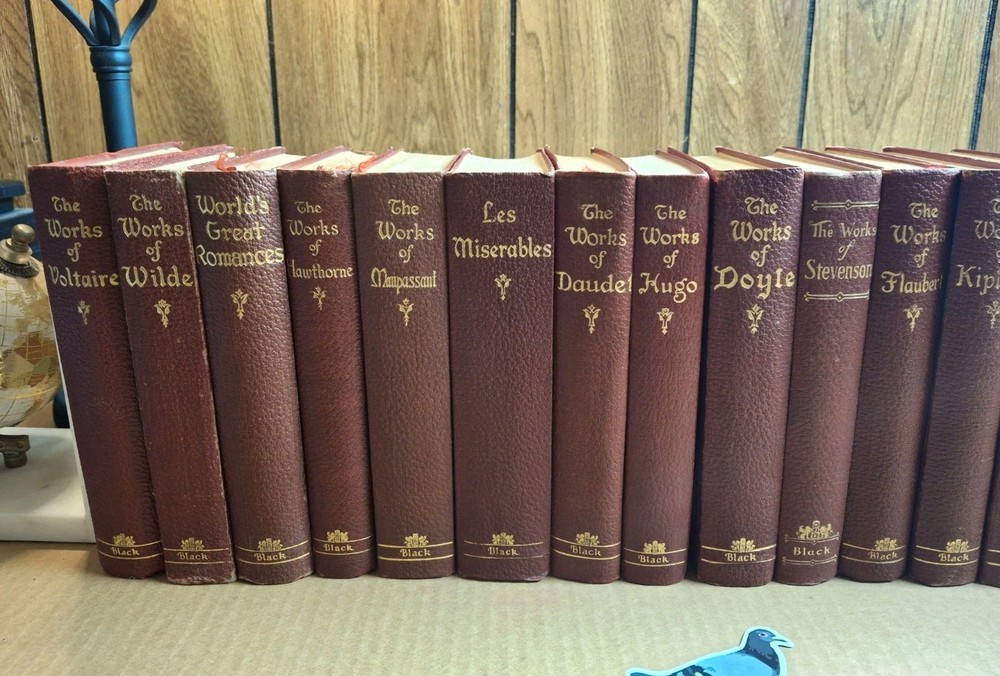 The
Works
of
Voltaire
Black
The
Works
of
Wilde
Black
World's
Great
Romances
Black
The
Works
of
Hawthorne
Black
The
Works
of
Maupassant
Black
Les
Miserables
Black
The
Works
of
Daudet
Black
The
Works
of
Hugo
Black
The
Works
of
Doyle
Black
The Works
of
Stevenson
Black
The
Works
of
Flaubert
Black
of
Kipl
Black